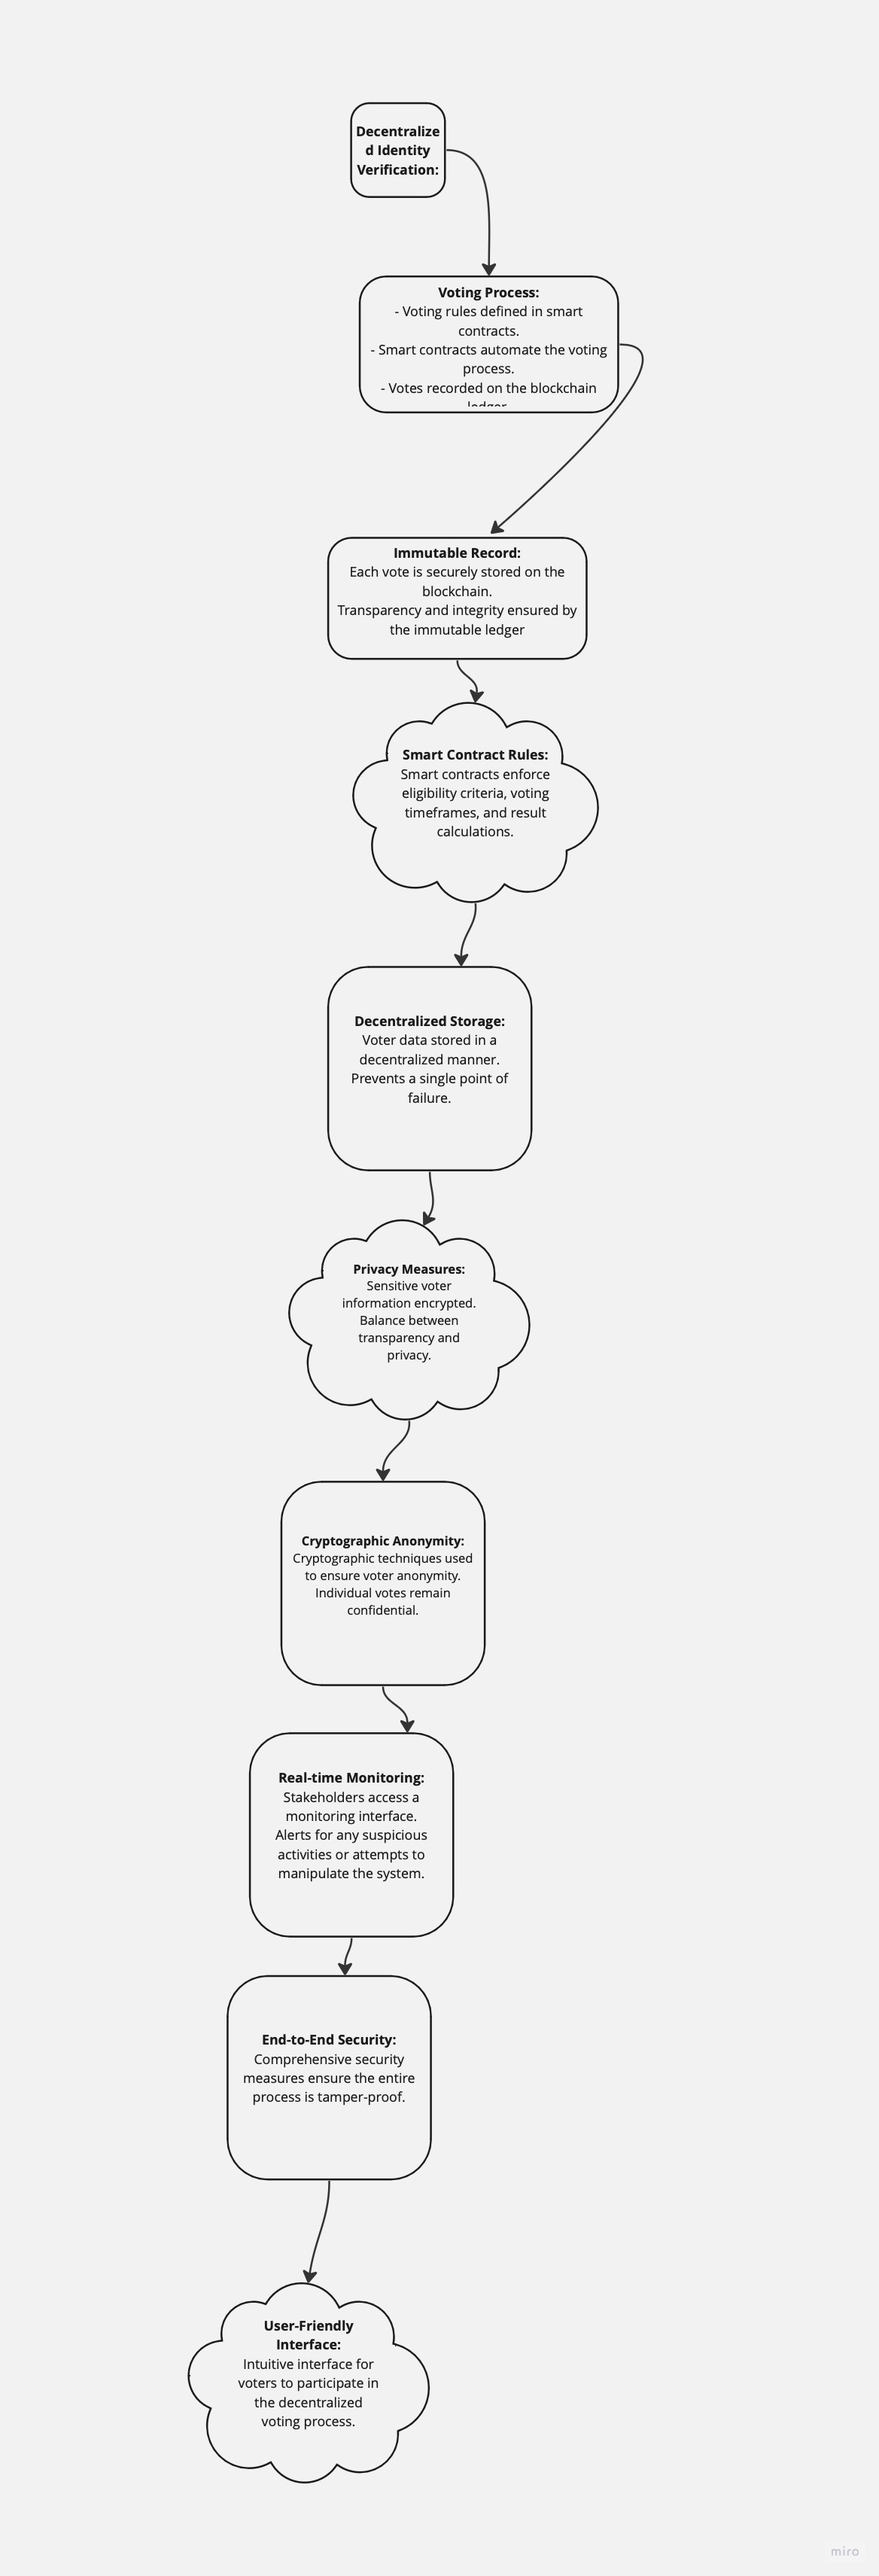 Decentralize
d Identity
Verification:
Voting Process:
- Voting rules defined in smart
contracts.
- Smart contracts automate the voting
process.
- Votes recorded on the blockchain
Immutable Record:
Each vote is securely stored on the
blockchain.
Transparency and integrity ensured by
the immutable ledger
Smart Contract Rules:
Smart contracts enforce
eligibility criteria, voting
timeframes, and result
calculations.
Decentralized Storage:
Voter data stored in a
decentralized manner.
Prevents a single point of
failure.
Privacy Measures:
Sensitive voter
information encrypted.
Balance between
transparency and
privacy.
Cryptographic Anonymity:
Cryptographic techniques used
to ensure voter anonymity.
Individual votes remain
confidential.
Real-time Monitoring:
Stakeholders access a
monitoring interface.
Alerts for any suspicious
activities or attempts to
manipulate the system.
End-to-End Security:
Comprehensive security
measures ensure the entire
process is tamper-proof.
User-Friendly
Interface:
Intuitive interface for
voters to participate in
the decentralized
voting process.
miro